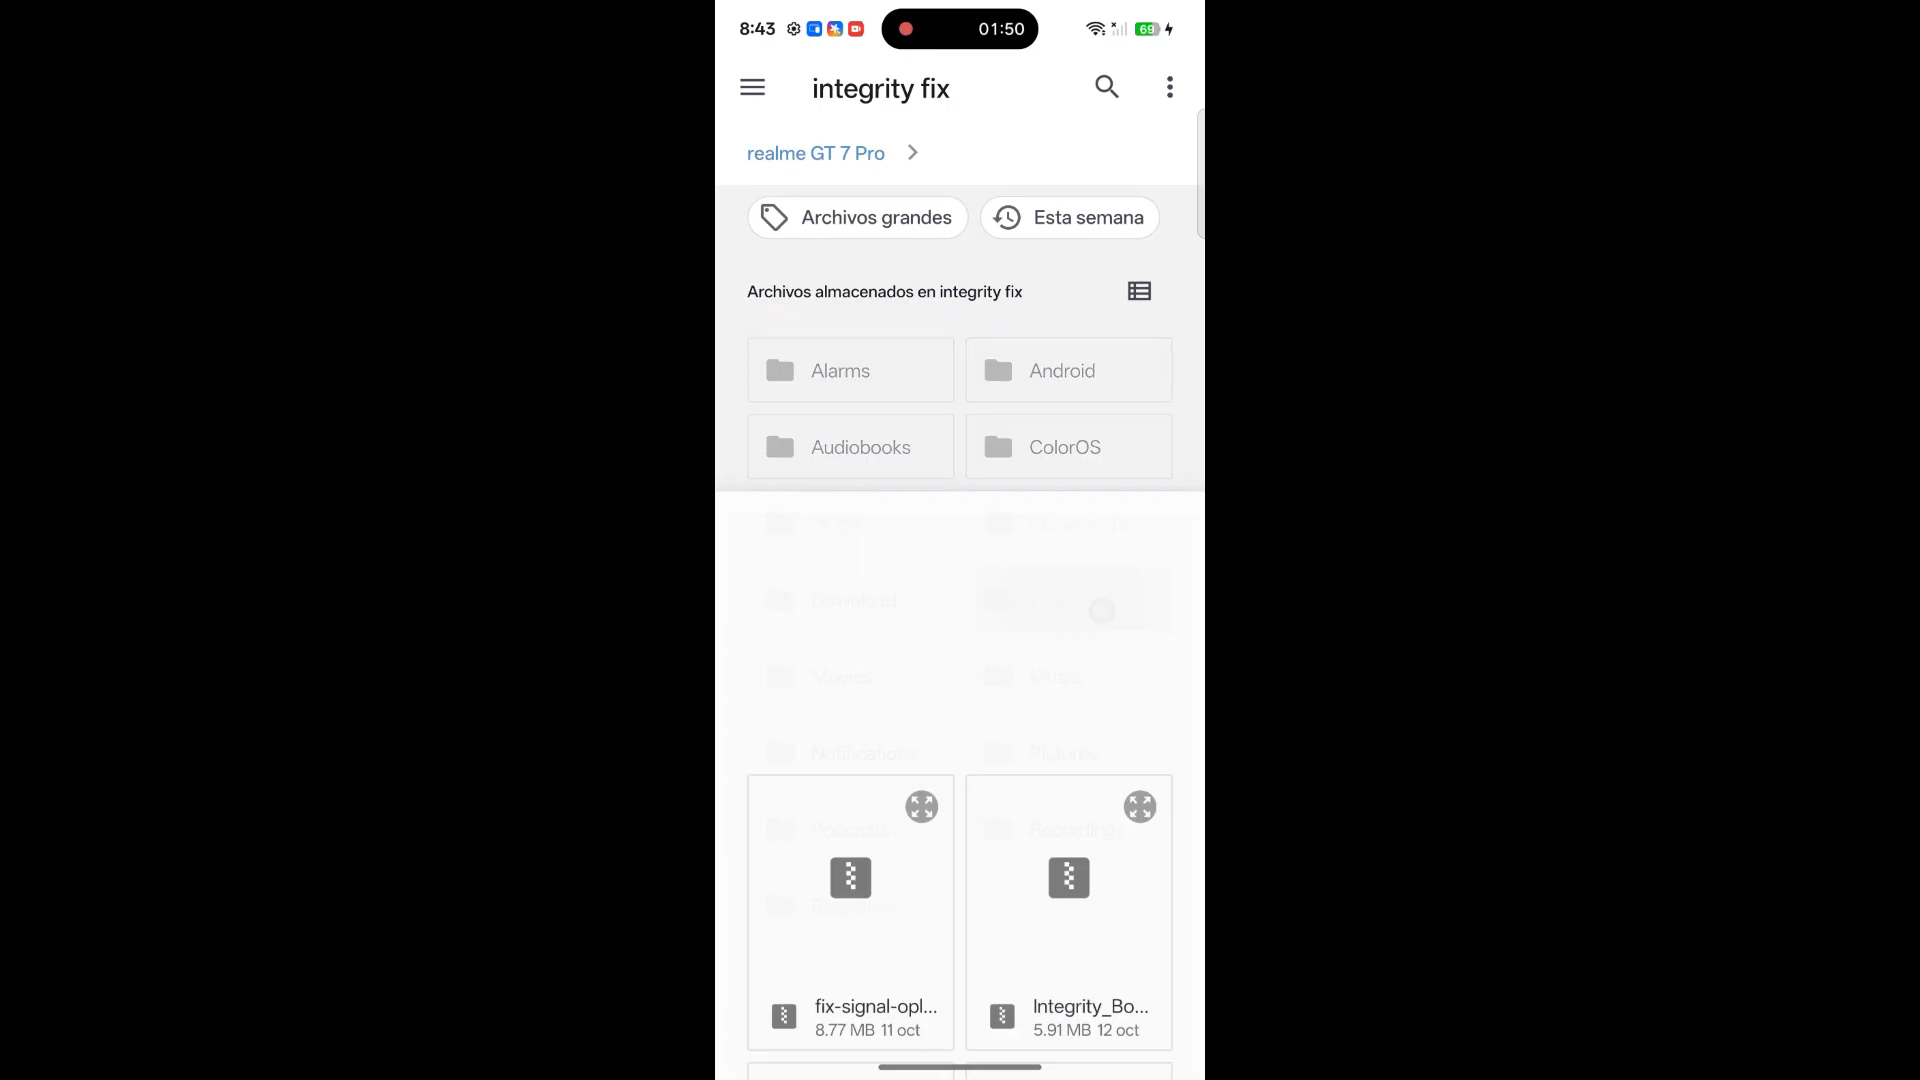 8:43
01:50
69
integrity fix
realme GT 7 Pro
Archivos grandes
Esta semana
Archivos almacenados en integrity fix
Alarms
Android
Audiobooks
ColorOS
Download
Movies
Music
Notifications
Pictures
Podcasts
Recordings
fix-signal-opl...
8.77 MB 11 oct
Integrity_Bo...
5.91 MB 12 oct